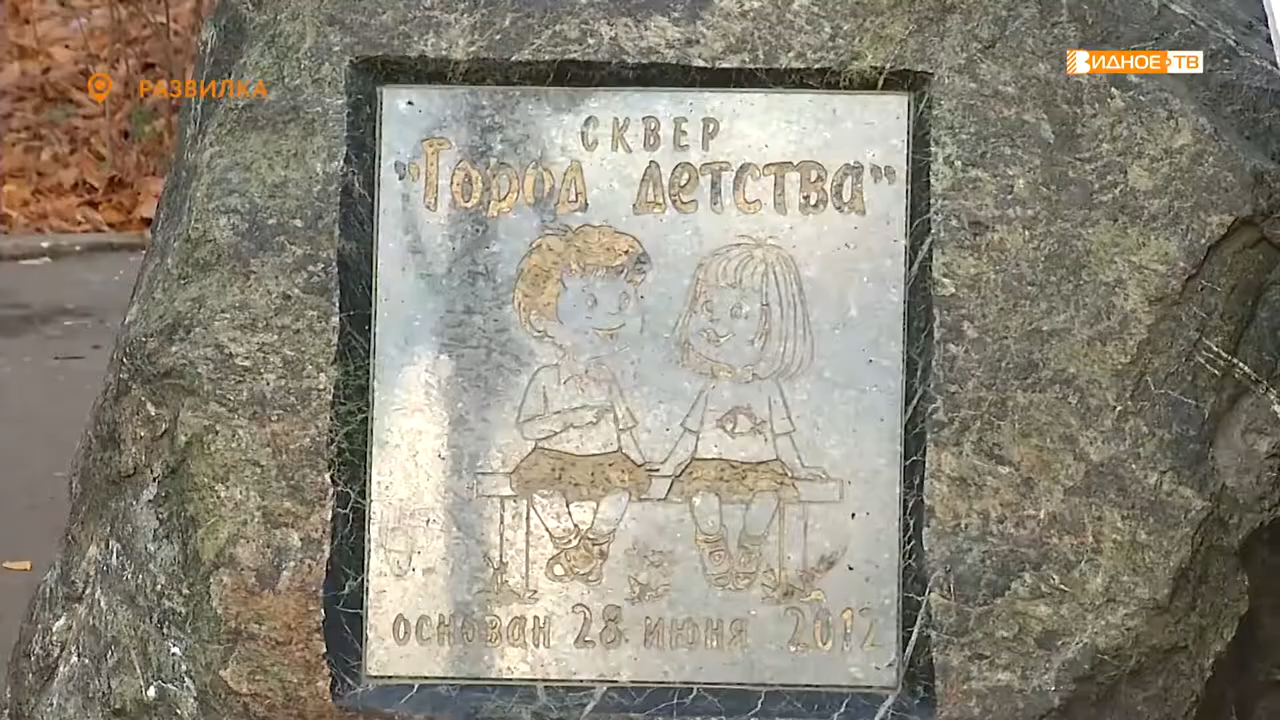 РАЗВИЛКА
ВИДНОЕ ТВ
СКВЕР
"Город детства"
основан 28 июня 2012